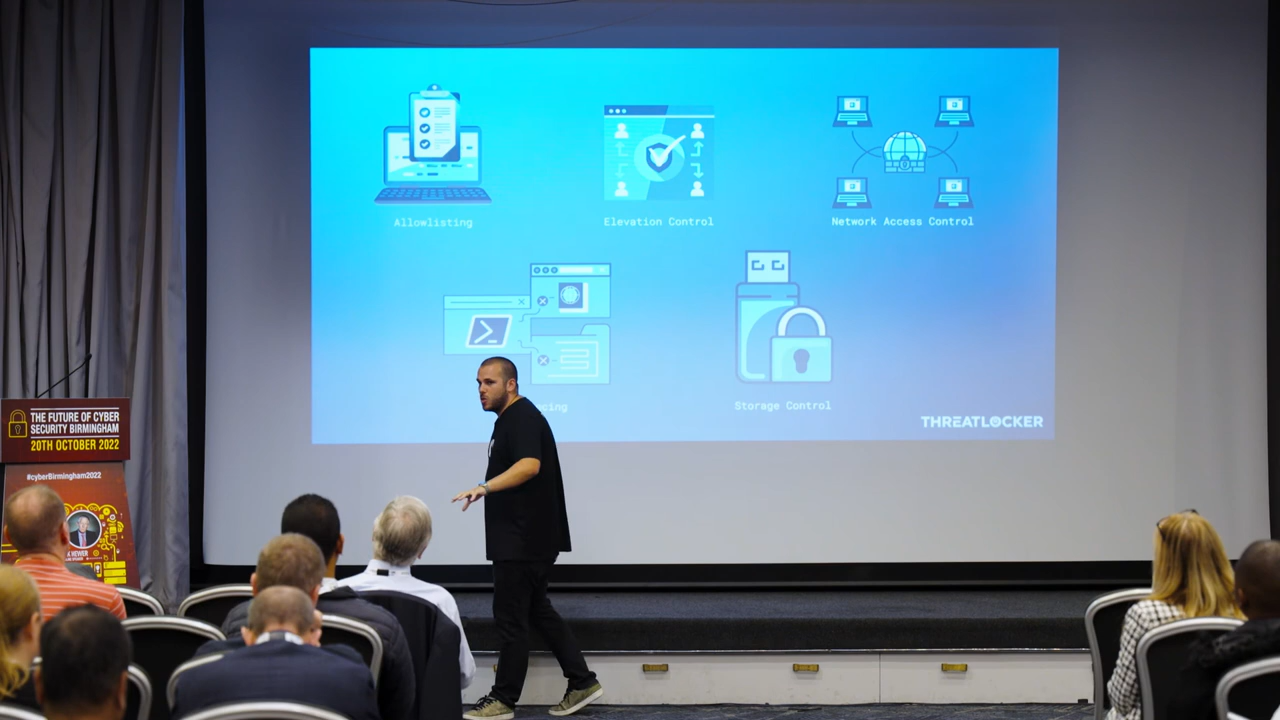 Allowlisting
Elevation Control
Network Access Control
Storage Control
THREATLOCKER
THE FUTURE OF CYBER
SECURITY BIRMINGHAM
20TH OCTOBER 2022
#cyberBirmingham2022